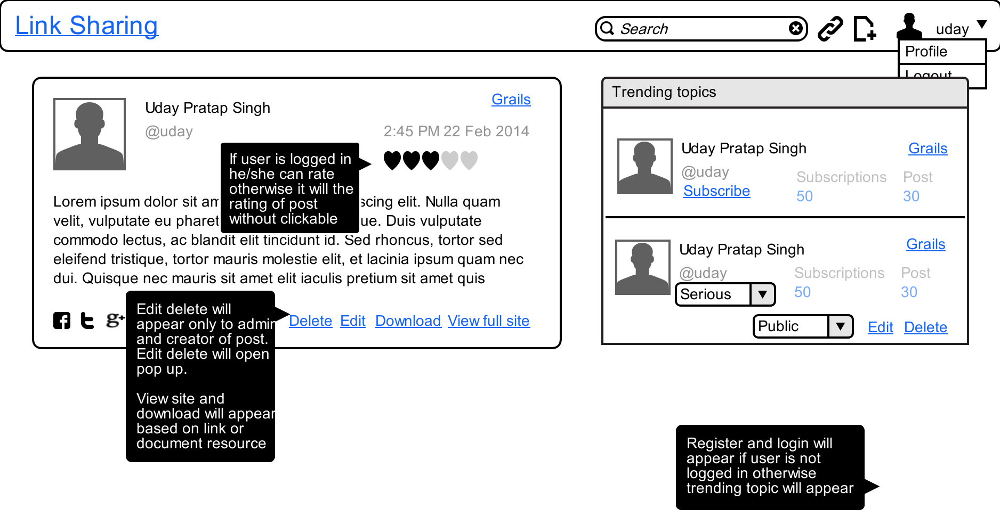 Link Sharing
Search
uday
Profile
Logout
Uday Pratap Singh
Grails
@uday
2:45 PM 22 Feb 2014
If user is logged in
he/she can rate
otherwise it will the
rating of post
without clickable
Lorem ipsum dolor sit am scing elit. Nulla quam
velit, vulputate eu pharet ue. Duis vulputate
commodo lectus, ac blandit elit tincidunt id. Sed rhoncus, tortor sed
eleifend tristique, tortor mauris molestie elit, et lacinia ipsum quam nec
dui. Quisque nec mauris sit amet elit iaculis pretium sit amet quis
g+
Edit delete will
appear only to admin
and creator of post.
Edit delete will open
pop up.
View site and
download will appear
based on link or
document resource
Delete Edit Download View full site
Trending topics
Uday Pratap Singh
Grails
@uday
Subscriptions Post
Subscribe
50 30
Uday Pratap Singh
Grails
@uday
Subscriptions Post
Serious
50 30
Public
Edit Delete
Register and login will
appear if user is not
logged in otherwise
trending topic will appear